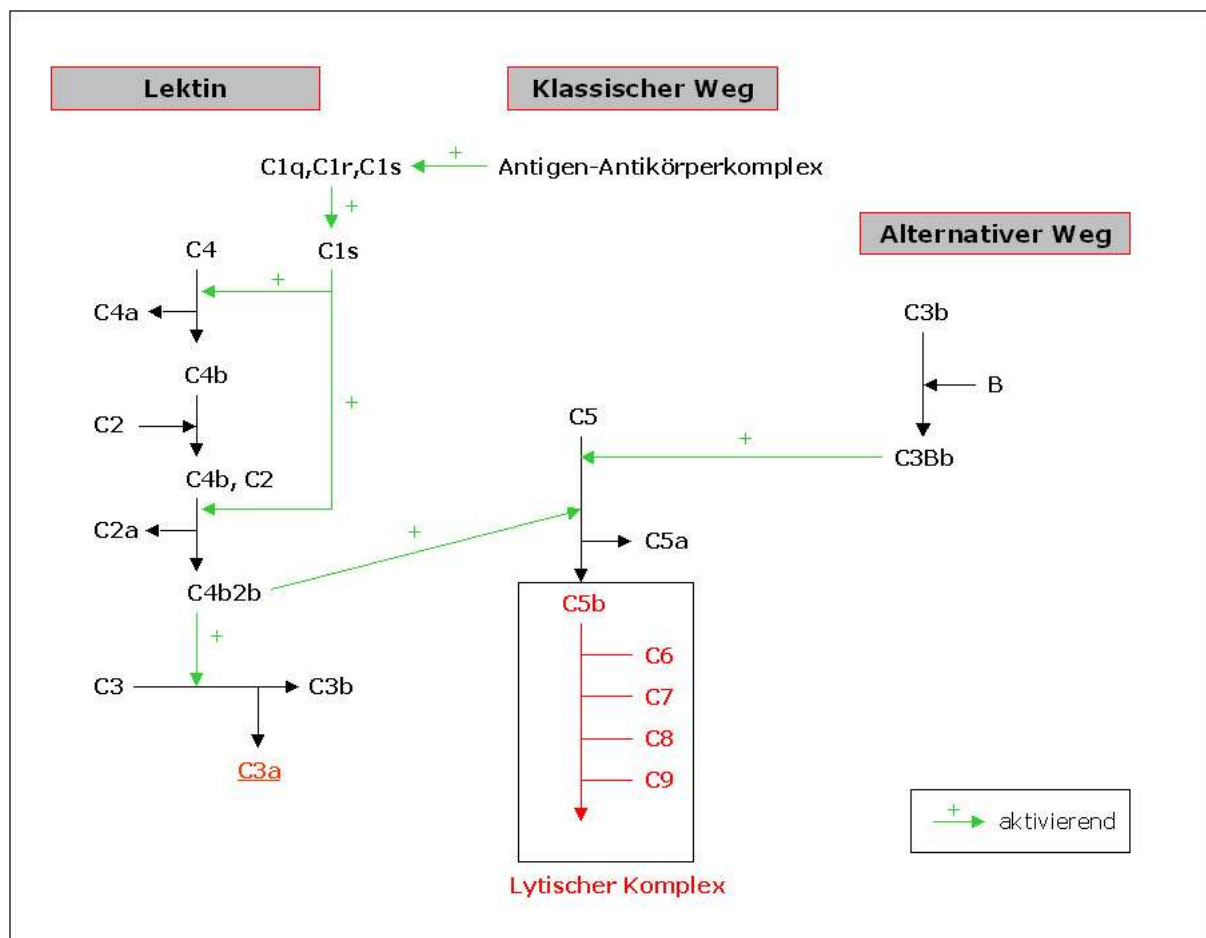 Lektin
Klassischer Weg
C1q,C1r,C1s
+
Antigen-Antikörperkomplex
+
Alternativer Weg
C4
C1s
+
C4a
C3b
C4b
B
+
C2
C5
+
C3Bb
C4b, C2
C2a
+
C5a
C4b2b
C5b
+
C6
C3
C3b
C7
C8
C3a
C9
+
aktivierend
Lytischer Komplex